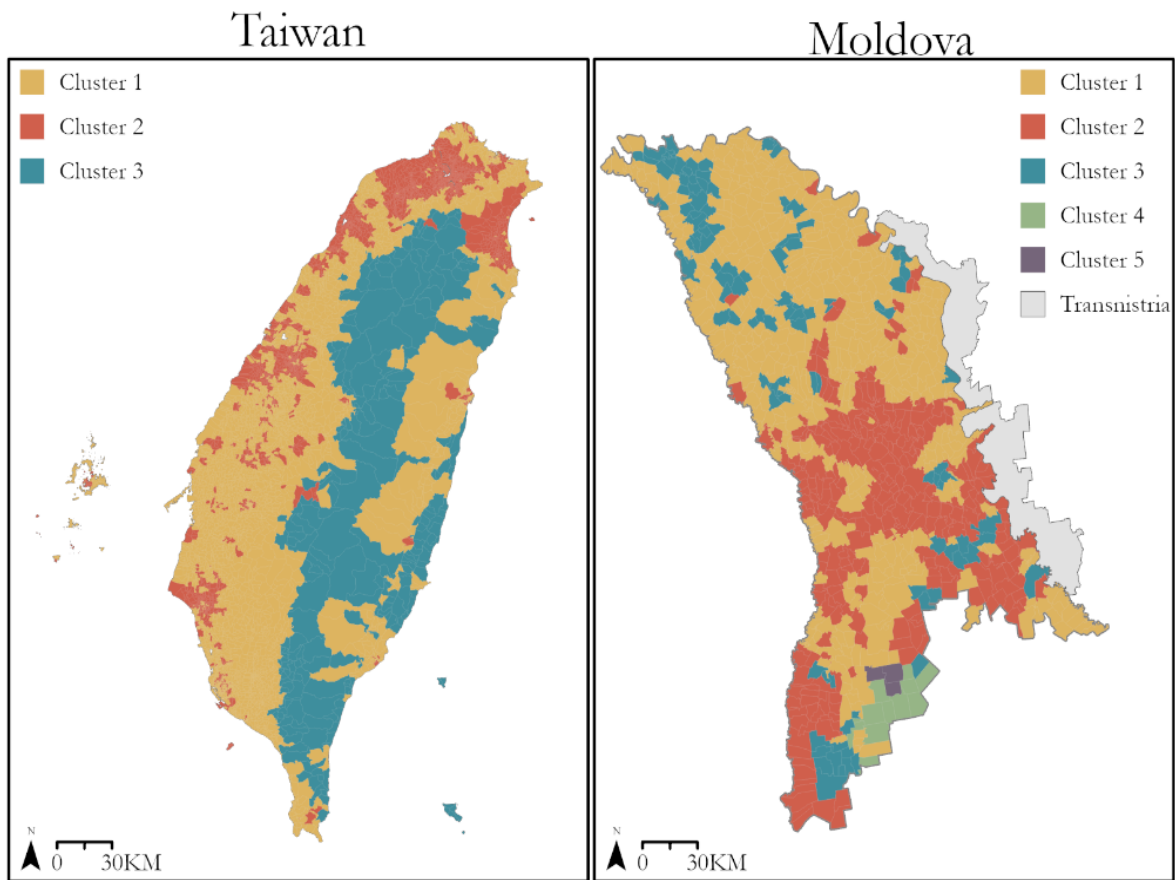 Taiwan
Cluster 1
Cluster 2
Cluster 3
N
0 30KM
Moldova
Cluster 1
Cluster 2
Cluster 3
Cluster 4
Cluster 5
Transnistria
N
0 30KM